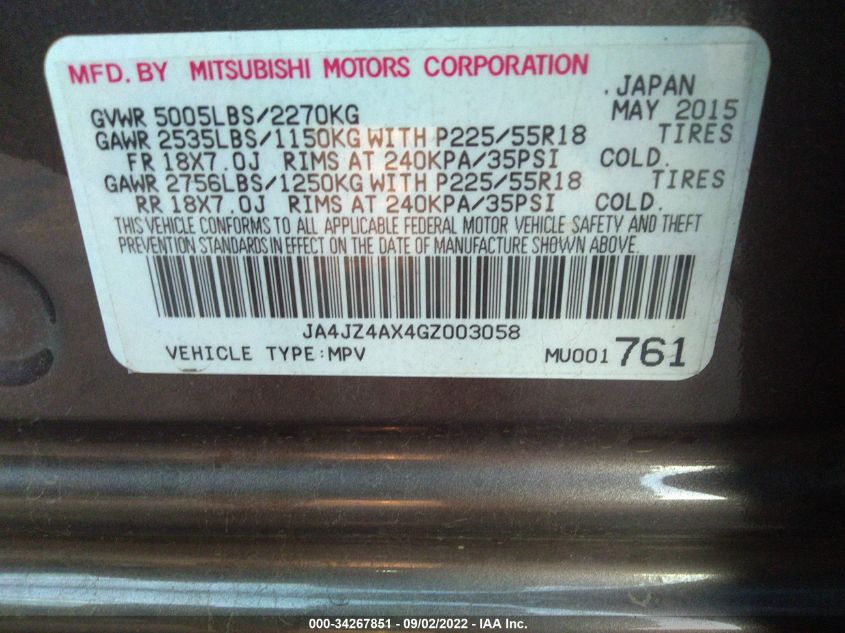 MFD. BY MITSUBISHI MOTORS CORPORATION
. JAPAN
GVWR 5005LBS/2270KG MAY 2015
GAWR 2535LBS/1150KG WITH P225/55R18 TIRES
FR 18X7.0J RIMS AT 240KPA/35PSI COLD.
GAWR 2756LBS/1250KG WITH P225/55R18 TIRES
RR 18X7.0J RIMS AT 240KPA/35PSI COLD.
THIS VEHICLE CONFORMS TO ALL APPLICABLE FEDERAL MOTOR VEHICLE SAFETY AND THEFT
PREVENTION STANDARDS IN EFFECT ON THE DATE OF MANUFACTURE SHOWN ABOVE.
JA4JZ4AX4GZ003058
VEHICLE TYPE:MPV MU001 761
000-34267851 - 09/02/2022 - IAA Inc.